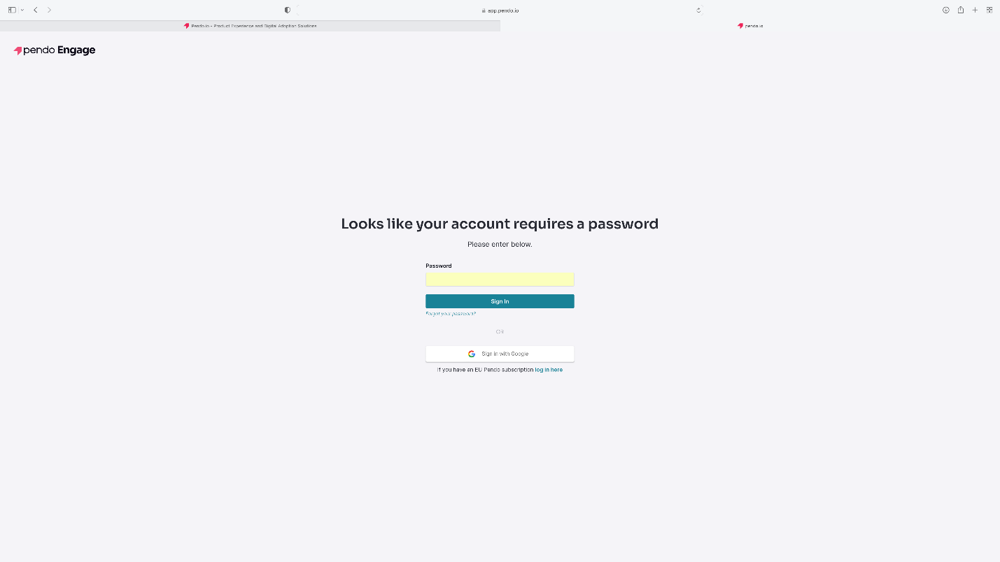 app.pendo.io
Pendo.io - Product Experience and Digital Adoption Solutions
pendo.io
pendo Engage
Looks like your account requires a password
Please enter below.
Password
Sign In
Forgot your password?
OR
Sign in with Google
If you have an EU Pendo subscription log in here